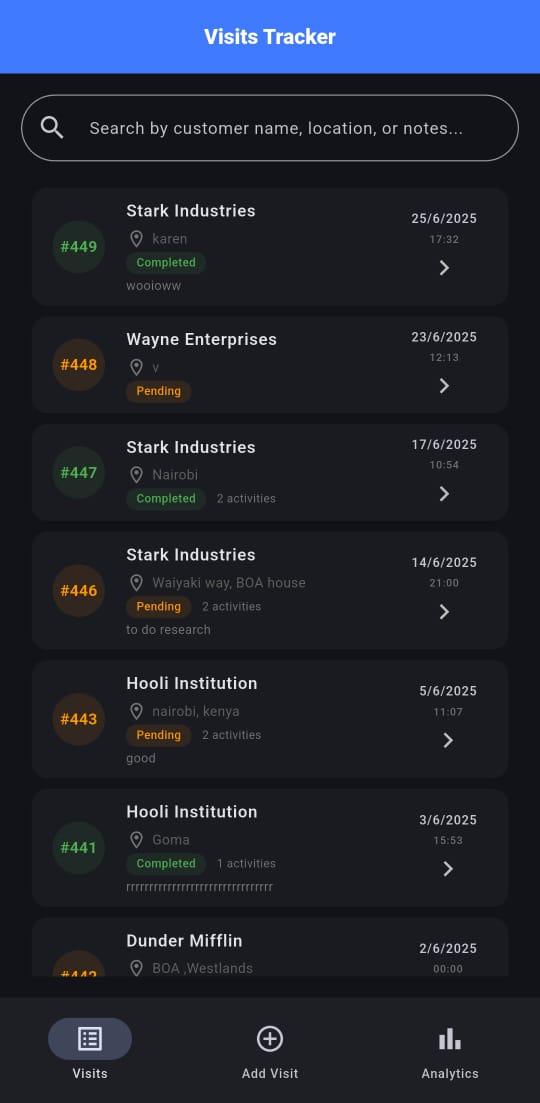 Visits Tracker
Search by customer name, location, or notes...
#449
Stark Industries
karen
Completed
wooioww
25/6/2025
17:32
#448
Wayne Enterprises
v
Pending
23/6/2025
12:13
#447
Stark Industries
Nairobi
Completed 2 activities
17/6/2025
10:54
#446
Stark Industries
Waiyaki way, BOA house
Pending 2 activities
to do research
14/6/2025
21:00
#443
Hooli Institution
nairobi, kenya
Pending 2 activities
good
5/6/2025
11:07
#441
Hooli Institution
Goma
Completed 1 activities
rrrrrrrrrrrrrrrrrrrrrrrrrrrrrrrrr
3/6/2025
15:53
#442
Dunder Mifflin
BOA ,Westlands
2/6/2025
00:00
Visits
Add Visit
Analytics